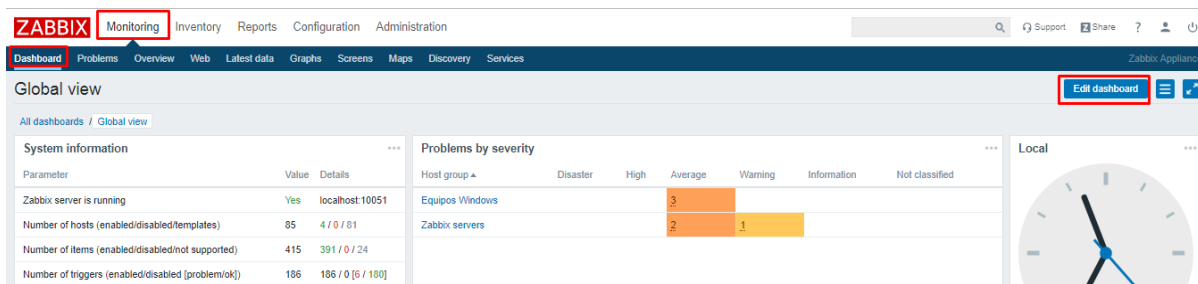 ZABBIX Monitoring Inventory Reports Configuration Administration Support Z Share ?
Dashboard Problems Overview Web Latest data Graphs Screens Maps Discovery Services Zabbix Appliance
Global view Edit dashboard
All dashboards / Global view
System information ••• Problems by severity ••• Local •••
Parameter Value Details Host group ▲ Disaster High Average Warning Information Not classified
Zabbix server is running Yes localhost:10051 Equipos Windows 3
Number of hosts (enabled/disabled/templates) 85 4 / 0 / 81 Zabbix servers 2 1
Number of items (enabled/disabled/not supported) 415 391 / 0 / 24
Number of triggers (enabled/disabled [problem/ok]) 186 186 / 0 [6 / 180]